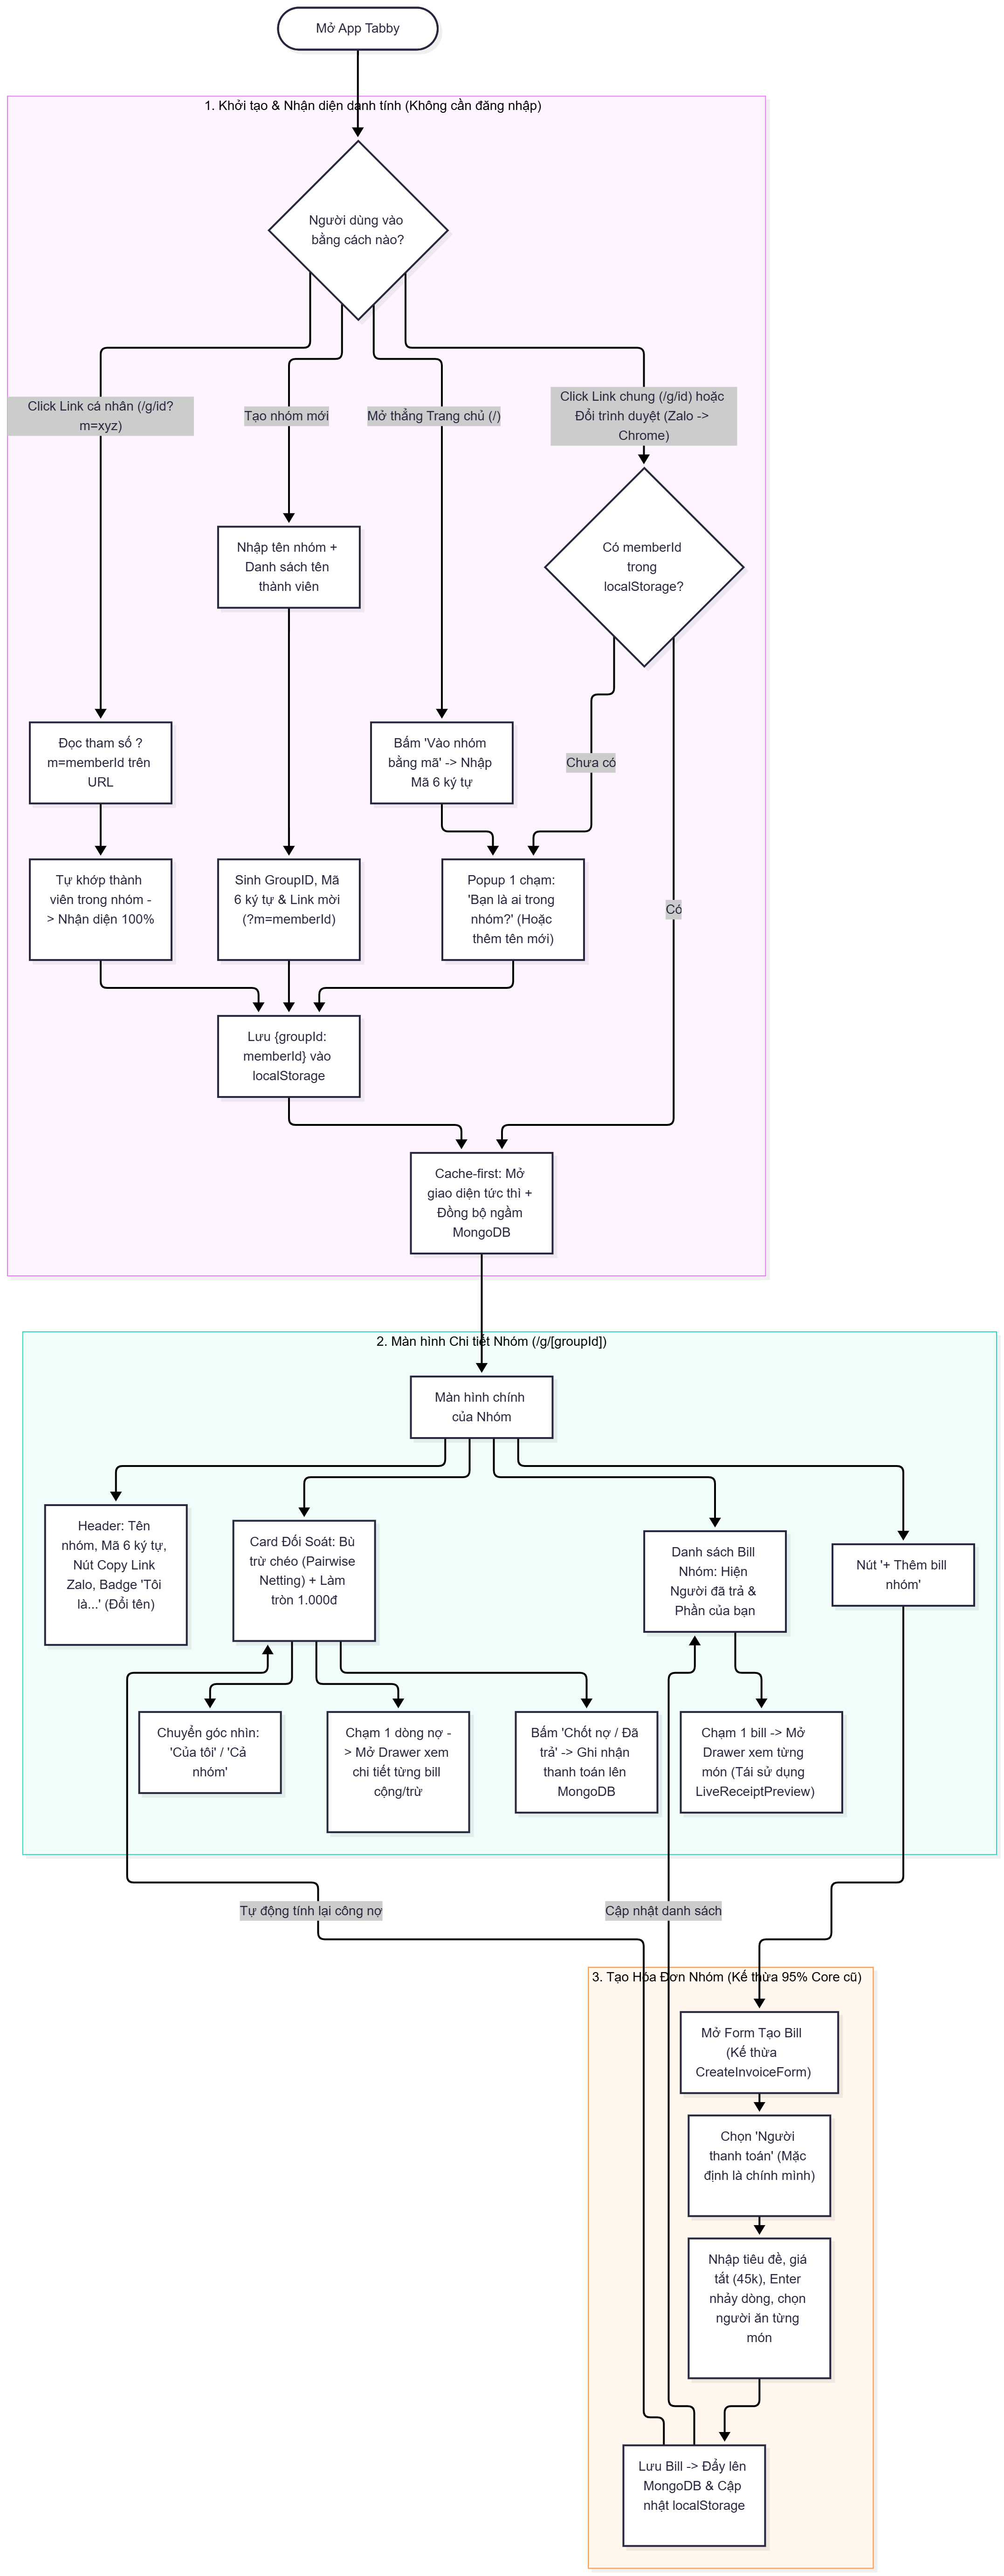 Mở App Tabby
1. Khởi tạo & Nhận diện danh tính (Không cần đăng nhập)
Người dùng vào
bằng cách nào?
Click Link cá nhân (/g/id?
m=xyz)
Tạo nhóm mới
Mở thẳng Trang chủ (/)
Click Link chung (/g/id) hoặc
Đổi trình duyệt (Zalo ->
Chrome)
Nhập tên nhóm +
Danh sách tên
thành viên
Có memberId
trong
localStorage?
Đọc tham số ?
m=memberId trên
URL
Bấm 'Vào nhóm
bằng mã' -> Nhập
Mã 6 ký tự
Chưa có
Tự khớp thành
viên trong nhóm -
> Nhận diện 100%
Sinh GroupID, Mã
6 ký tự & Link mời
(?m=memberId)
Popup 1 chạm:
'Bạn là ai trong
nhóm?' (Hoặc
thêm tên mới)
Có
Lưu {groupId:
memberId} vào
localStorage
Cache-first: Mở
giao diện tức thì +
Đồng bộ ngầm
MongoDB
2. Màn hình Chi tiết Nhóm (/g/[groupId])
Màn hình chính
của Nhóm
Header: Tên
nhóm, Mã 6 ký tự,
Nút Copy Link
Zalo, Badge 'Tôi
là...' (Đổi tên)
Card Đối Soát: Bù
trừ chéo (Pairwise
Netting) + Làm
tròn 1.000đ
Danh sách Bill
Nhóm: Hiện
Người đã trả &
Phần của bạn
Nút '+ Thêm bill
nhóm'
Chuyển góc nhìn:
'Của tôi' / 'Cả
nhóm'
Chạm 1 dòng nợ -
> Mở Drawer xem
chi tiết từng bill
cộng/trừ
Bấm 'Chốt nợ / Đã
trả' -> Ghi nhận
thanh toán lên
MongoDB
Chạm 1 bill -> Mở
Drawer xem từng
món (Tái sử dụng
LiveReceiptPreview)
Tự động tính lại công nợ
Cập nhật danh sách
3. Tạo Hóa Đơn Nhóm (Kế thừa 95% Core cũ)
Mở Form Tạo Bill
(Kế thừa
CreateInvoiceForm)
Chọn 'Người
thanh toán' (Mặc
định là chính mình)
Nhập tiêu đề, giá
tắt (45k), Enter
nhảy dòng, chọn
người ăn từng
món
Lưu Bill -> Đẩy lên
MongoDB & Cập
nhật localStorage